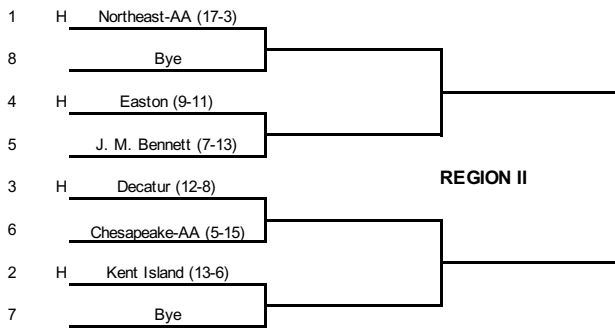 1 H Northeast-AA (17-3)
8 Bye
4 H Easton (9-11)
5 J. M. Bennett (7-13)
REGION II
3 H Decatur (12-8)
6 Chesapeake-AA (5-15)
2 H Kent Island (13-6)
7 Bye